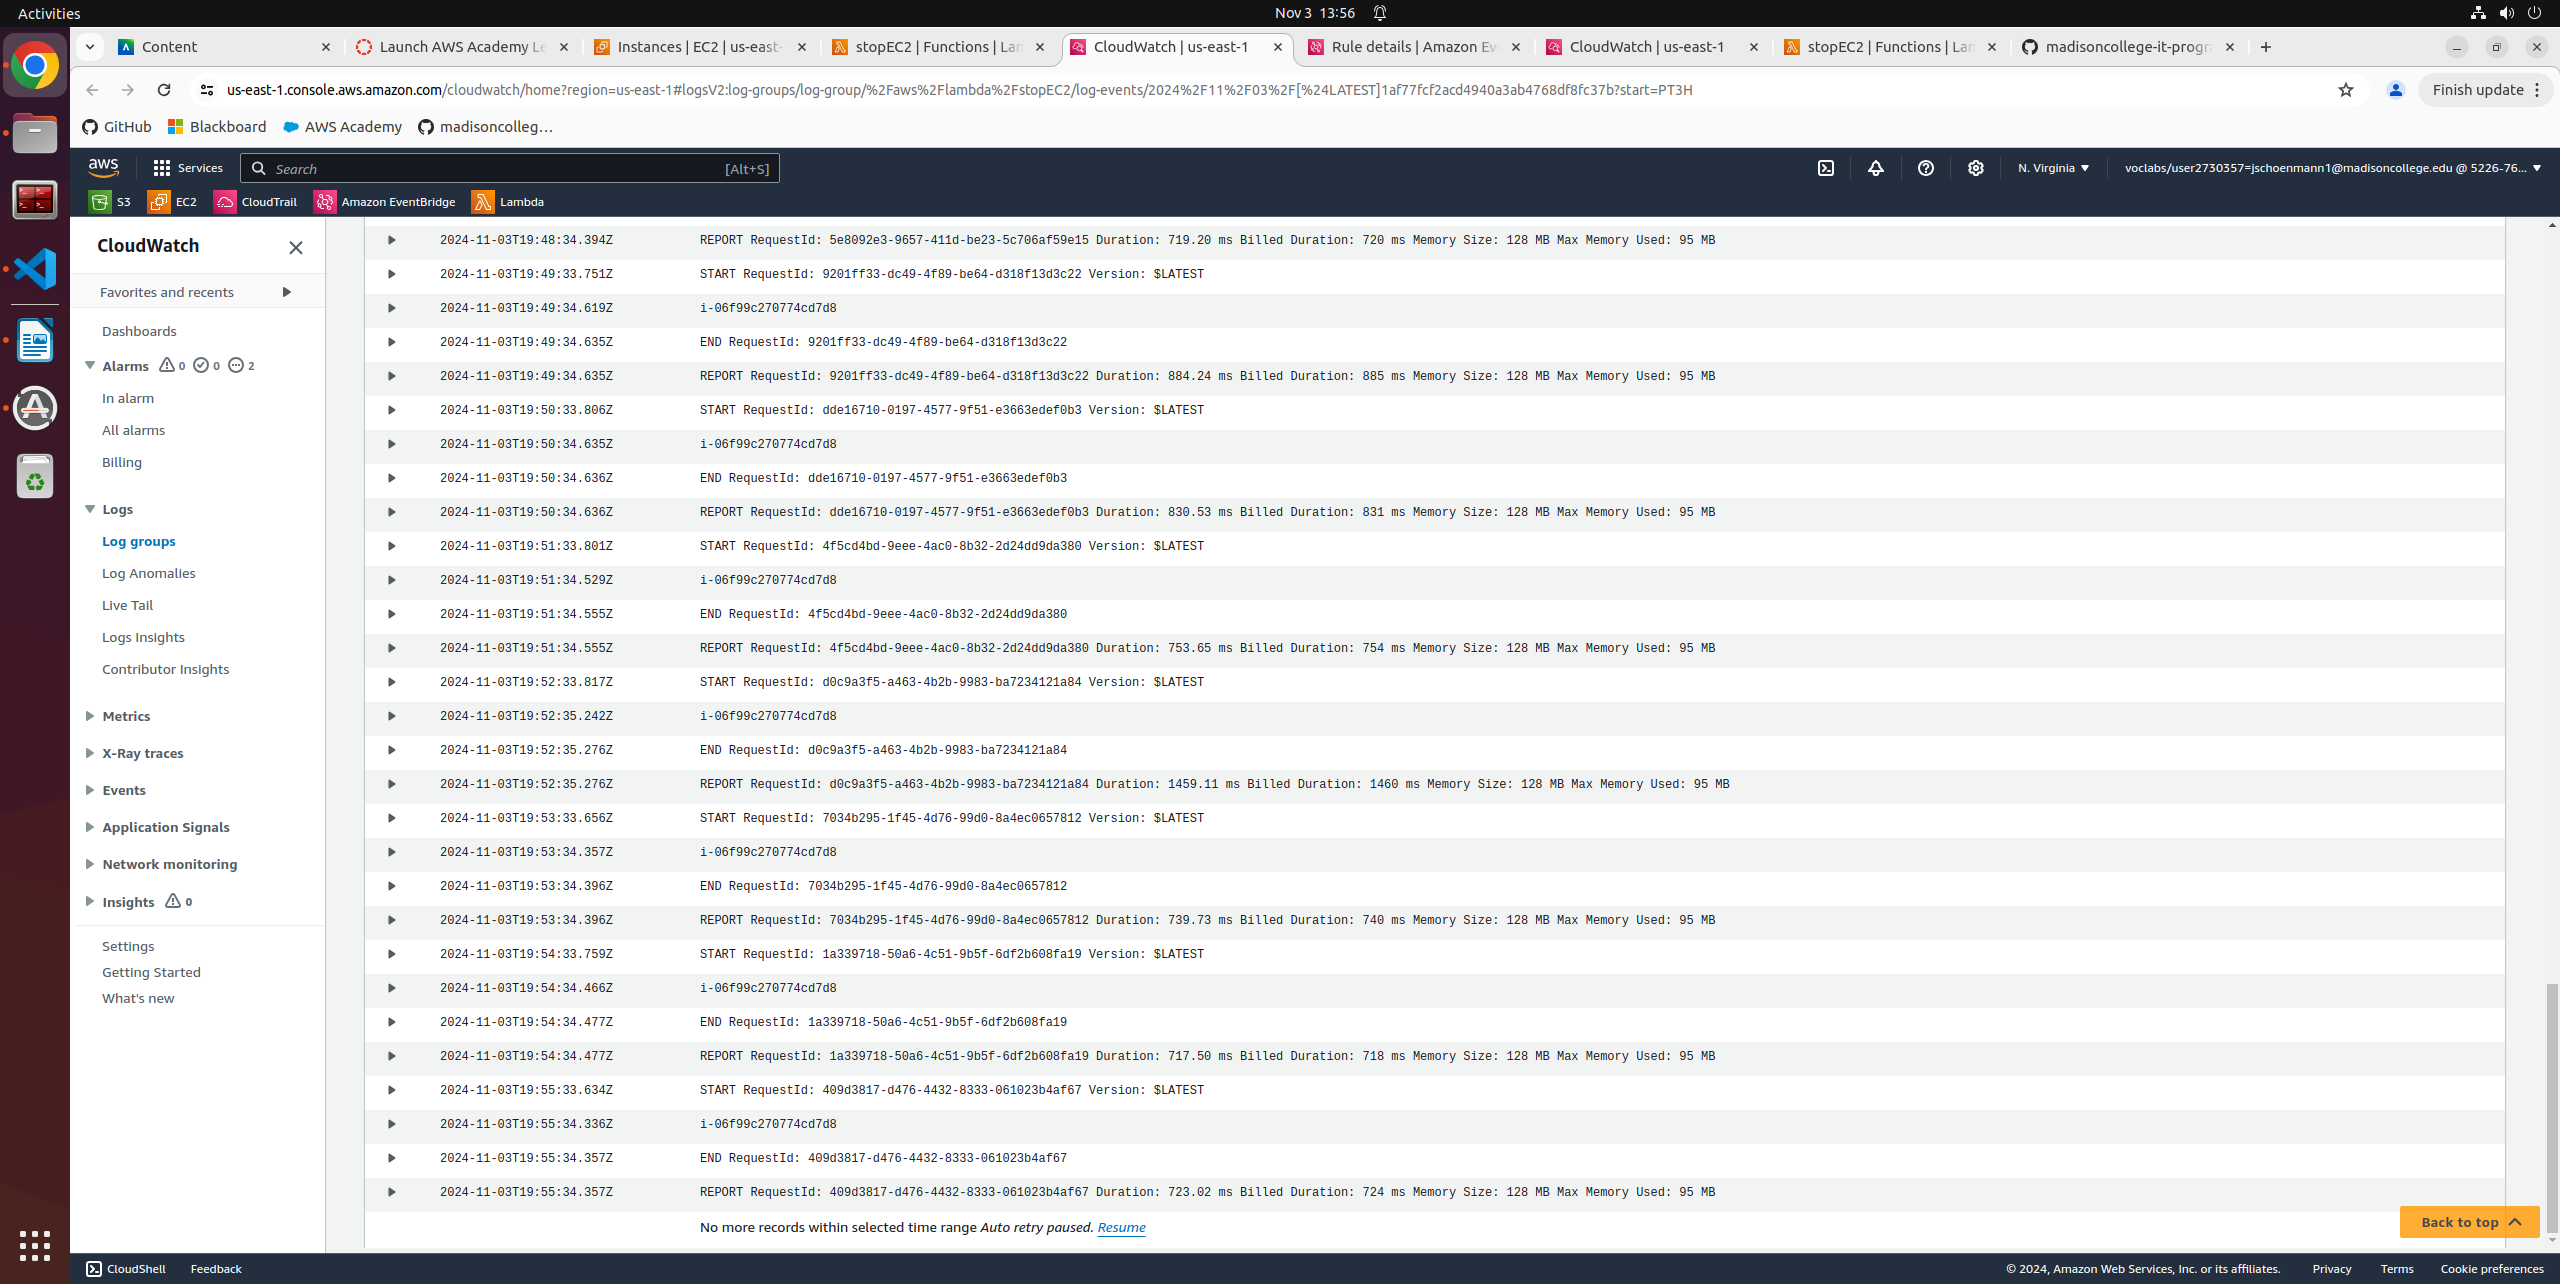 Activities
Nov 3 13:56
Content
Launch AWS Academy Le
Instances | EC2 | us-east-
stopEC2 | Functions | Lam
CloudWatch | us-east-1
Rule details | Amazon Eve
CloudWatch | us-east-1
stopEC2 | Functions | Lam
madisoncollege-it-progra
us-east-1.console.aws.amazon.com/cloudwatch/home?region=us-east-1#logsV2:log-groups/log-group/%2Faws%2Flambda%2FstopEC2/log-events/2024%2F11%2F03%2F[%24LATEST]1af77fcf2acd4940a3ab4768df8fc37b?start=PT3H
Finish update
GitHub
Blackboard
AWS Academy
madisoncolleg…
aws
Services
Search
[Alt+S]
N. Virginia
voclabs/user2730357=jschoenmann1@madisoncollege.edu @ 5226-76...
S3
EC2
CloudTrail
Amazon EventBridge
Lambda
CloudWatch
Favorites and recents
Dashboards
Alarms 0 0 2
In alarm
All alarms
Billing
Logs
Log groups
Log Anomalies
Live Tail
Logs Insights
Contributor Insights
Metrics
X-Ray traces
Events
Application Signals
Network monitoring
Insights 0
Settings
Getting Started
What's new
2024-11-03T19:48:34.394Z REPORT RequestId: 5e8092e3-9657-411d-be23-5c706af59e15 Duration: 719.20 ms Billed Duration: 720 ms Memory Size: 128 MB Max Memory Used: 95 MB
2024-11-03T19:49:33.751Z START RequestId: 9201ff33-dc49-4f89-be64-d318f13d3c22 Version: $LATEST
2024-11-03T19:49:34.619Z i-06f99c270774cd7d8
2024-11-03T19:49:34.635Z END RequestId: 9201ff33-dc49-4f89-be64-d318f13d3c22
2024-11-03T19:49:34.635Z REPORT RequestId: 9201ff33-dc49-4f89-be64-d318f13d3c22 Duration: 884.24 ms Billed Duration: 885 ms Memory Size: 128 MB Max Memory Used: 95 MB
2024-11-03T19:50:33.806Z START RequestId: dde16710-0197-4577-9f51-e3663edef0b3 Version: $LATEST
2024-11-03T19:50:34.635Z i-06f99c270774cd7d8
2024-11-03T19:50:34.636Z END RequestId: dde16710-0197-4577-9f51-e3663edef0b3
2024-11-03T19:50:34.636Z REPORT RequestId: dde16710-0197-4577-9f51-e3663edef0b3 Duration: 830.53 ms Billed Duration: 831 ms Memory Size: 128 MB Max Memory Used: 95 MB
2024-11-03T19:51:33.801Z START RequestId: 4f5cd4bd-9eee-4ac0-8b32-2d24dd9da380 Version: $LATEST
2024-11-03T19:51:34.529Z i-06f99c270774cd7d8
2024-11-03T19:51:34.555Z END RequestId: 4f5cd4bd-9eee-4ac0-8b32-2d24dd9da380
2024-11-03T19:51:34.555Z REPORT RequestId: 4f5cd4bd-9eee-4ac0-8b32-2d24dd9da380 Duration: 753.65 ms Billed Duration: 754 ms Memory Size: 128 MB Max Memory Used: 95 MB
2024-11-03T19:52:33.817Z START RequestId: d0c9a3f5-a463-4b2b-9983-ba7234121a84 Version: $LATEST
2024-11-03T19:52:35.242Z i-06f99c270774cd7d8
2024-11-03T19:52:35.276Z END RequestId: d0c9a3f5-a463-4b2b-9983-ba7234121a84
2024-11-03T19:52:35.276Z REPORT RequestId: d0c9a3f5-a463-4b2b-9983-ba7234121a84 Duration: 1459.11 ms Billed Duration: 1460 ms Memory Size: 128 MB Max Memory Used: 95 MB
2024-11-03T19:53:33.656Z START RequestId: 7034b295-1f45-4d76-99d0-8a4ec0657812 Version: $LATEST
2024-11-03T19:53:34.357Z i-06f99c270774cd7d8
2024-11-03T19:53:34.396Z END RequestId: 7034b295-1f45-4d76-99d0-8a4ec0657812
2024-11-03T19:53:34.396Z REPORT RequestId: 7034b295-1f45-4d76-99d0-8a4ec0657812 Duration: 739.73 ms Billed Duration: 740 ms Memory Size: 128 MB Max Memory Used: 95 MB
2024-11-03T19:54:33.759Z START RequestId: 1a339718-50a6-4c51-9b5f-6df2b608fa19 Version: $LATEST
2024-11-03T19:54:34.466Z i-06f99c270774cd7d8
2024-11-03T19:54:34.477Z END RequestId: 1a339718-50a6-4c51-9b5f-6df2b608fa19
2024-11-03T19:54:34.477Z REPORT RequestId: 1a339718-50a6-4c51-9b5f-6df2b608fa19 Duration: 717.50 ms Billed Duration: 718 ms Memory Size: 128 MB Max Memory Used: 95 MB
2024-11-03T19:55:33.634Z START RequestId: 409d3817-d476-4432-8333-061023b4af67 Version: $LATEST
2024-11-03T19:55:34.336Z i-06f99c270774cd7d8
2024-11-03T19:55:34.357Z END RequestId: 409d3817-d476-4432-8333-061023b4af67
2024-11-03T19:55:34.357Z REPORT RequestId: 409d3817-d476-4432-8333-061023b4af67 Duration: 723.02 ms Billed Duration: 724 ms Memory Size: 128 MB Max Memory Used: 95 MB
No more records within selected time range Auto retry paused. Resume
Back to top
CloudShell
Feedback
© 2024, Amazon Web Services, Inc. or its affiliates.
Privacy
Terms
Cookie preferences